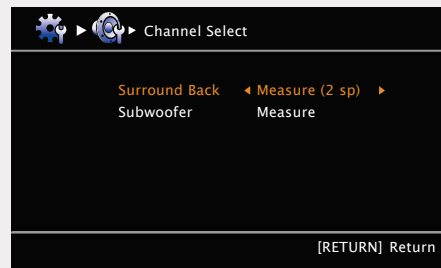 Channel Select
Surround Back Measure (2 sp)
Subwoofer Measure
[RETURN] Return